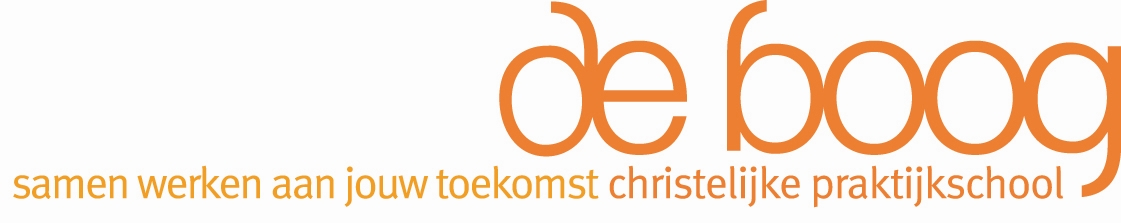 de boog
samen werken aan jouw toekomst christelijke praktijkschool